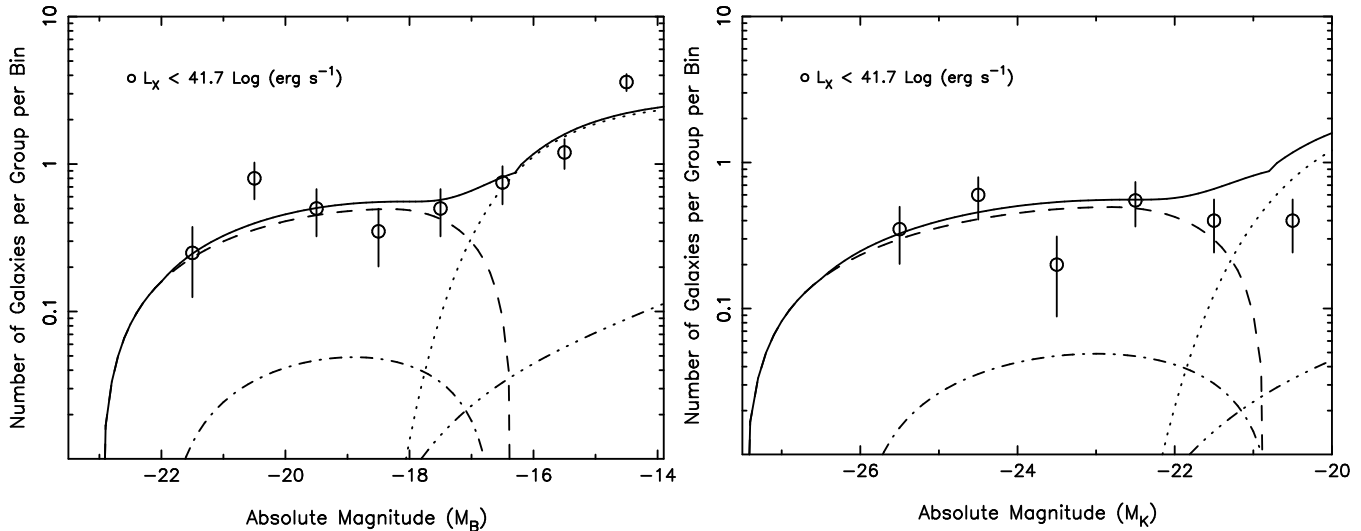 Number of Galaxies per Group per Bin
10
1
0.1
o L_X < 41.7 Log (erg s⁻¹)
−22
−20
−18
−16
−14
Absolute Magnitude (M_B)
Number of Galaxies per Group per Bin
10
1
0.1
o L_X < 41.7 Log (erg s⁻¹)
−26
−24
−22
−20
Absolute Magnitude (M_K)